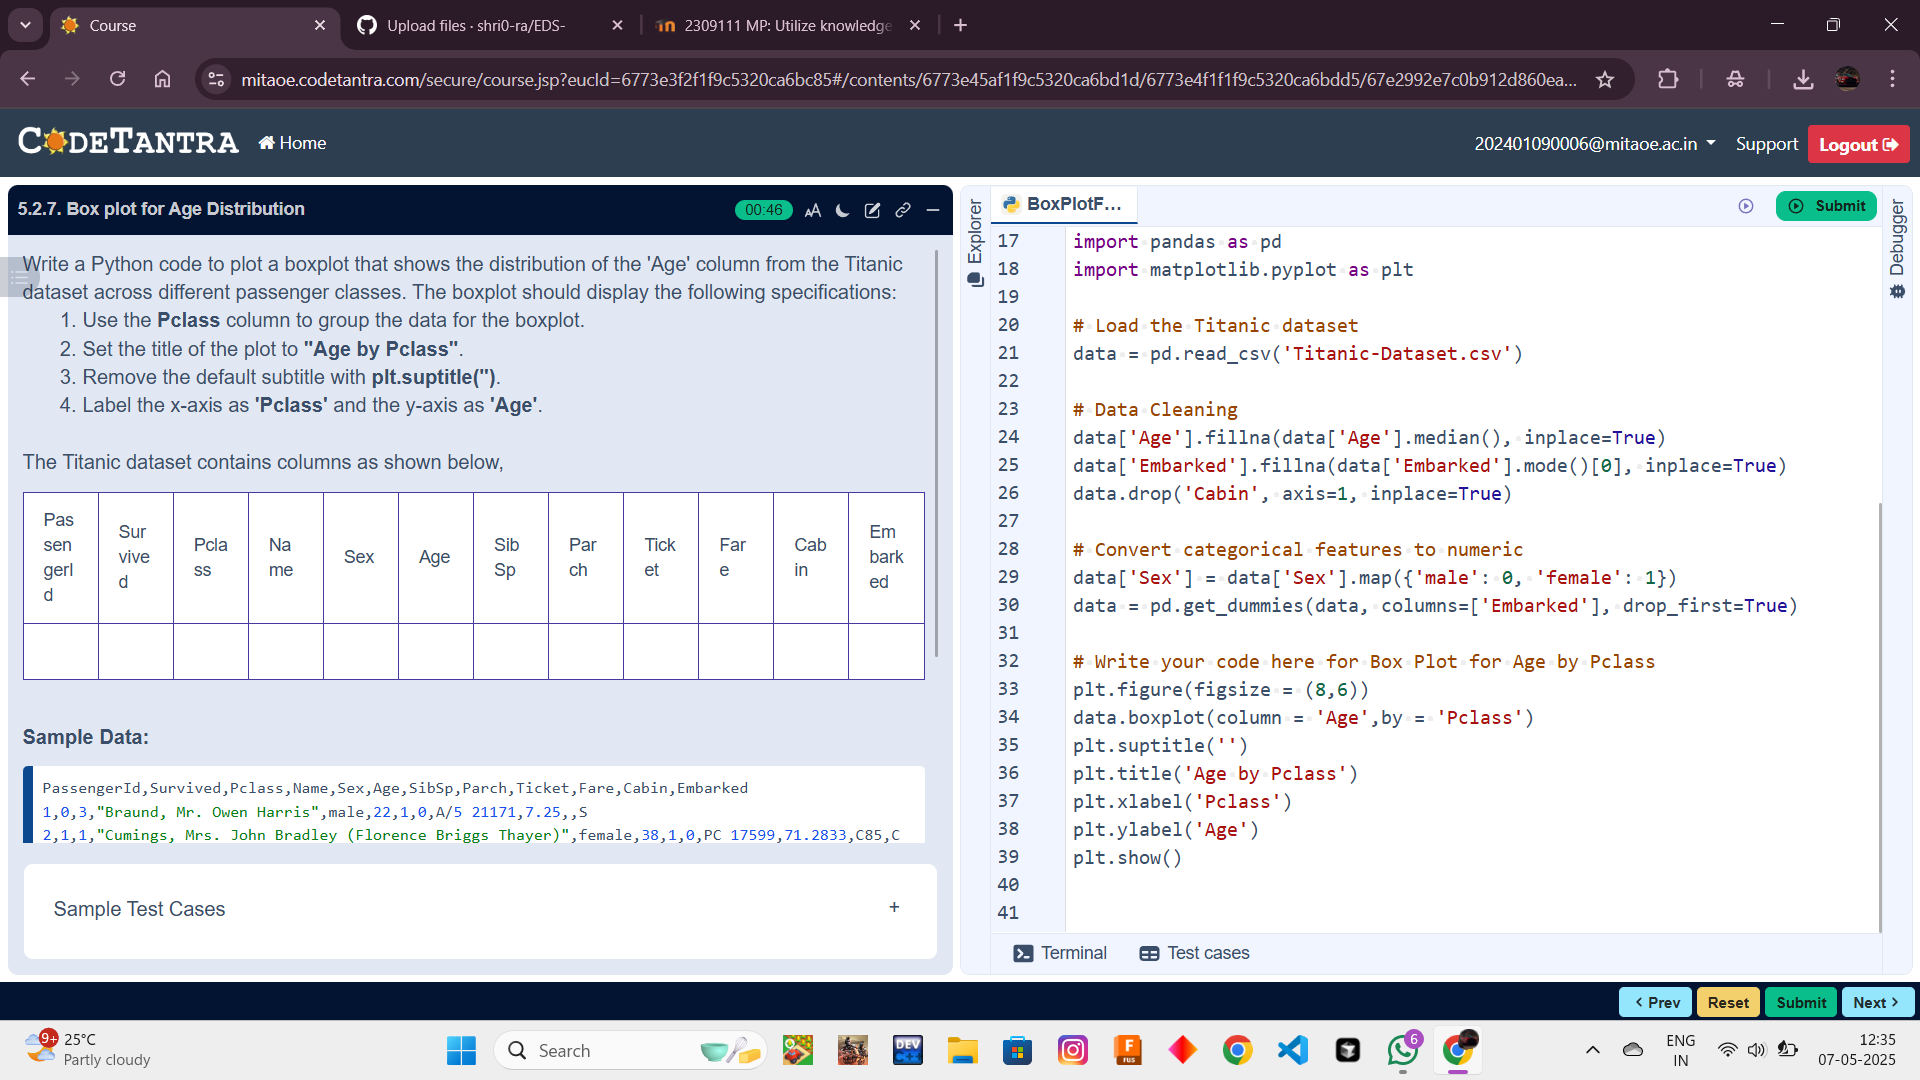 Course
Upload files · shri0-ra/EDS-
2309111 MP: Utilize knowledge
mitaoe.codetantra.com/secure/course.jsp?eucId=6773e3f2f1f9c5320ca6bc85#/contents/6773e45af1f9c5320ca6bd1d/6773e4f1f1f9c5320ca6bdd5/67e2992e7c0b912d860ea...
CODETANTRA
Home
202401090006@mitaoe.ac.in
Support
Logout
5.2.7. Box plot for Age Distribution
00:46
AA
Write a Python code to plot a boxplot that shows the distribution of the 'Age' column from the Titanic
dataset across different passenger classes. The boxplot should display the following specifications:
1. Use the Pclass column to group the data for the boxplot.
2. Set the title of the plot to "Age by Pclass".
3. Remove the default subtitle with plt.suptitle('').
4. Label the x-axis as 'Pclass' and the y-axis as 'Age'.
The Titanic dataset contains columns as shown below,
Pas
sen
gerI
d
Sur
vive
d
Pcla
ss
Na
me
Sex
Age
Sib
Sp
Par
ch
Tick
et
Far
e
Cab
in
Em
bark
ed
Sample Data:
PassengerId,Survived,Pclass,Name,Sex,Age,SibSp,Parch,Ticket,Fare,Cabin,Embarked
1,0,3,"Braund, Mr. Owen Harris",male,22,1,0,A/5 21171,7.25,,S
2,1,1,"Cumings, Mrs. John Bradley (Florence Briggs Thayer)",female,38,1,0,PC 17599,71.2833,C85,C
Sample Test Cases
+
Explorer
BoxPlotF...
Submit
Debugger
17 import pandas as pd
18 import matplotlib.pyplot as plt
19
20 # Load the Titanic dataset
21 data = pd.read_csv('Titanic-Dataset.csv')
22
23 # Data Cleaning
24 data['Age'].fillna(data['Age'].median(), inplace=True)
25 data['Embarked'].fillna(data['Embarked'].mode()[0], inplace=True)
26 data.drop('Cabin', axis=1, inplace=True)
27
28 # Convert categorical features to numeric
29 data['Sex'] = data['Sex'].map({'male': 0, 'female': 1})
30 data = pd.get_dummies(data, columns=['Embarked'], drop_first=True)
31
32 # Write your code here for Box Plot for Age by Pclass
33 plt.figure(figsize = (8,6))
34 data.boxplot(column = 'Age',by = 'Pclass')
35 plt.suptitle('')
36 plt.title('Age by Pclass')
37 plt.xlabel('Pclass')
38 plt.ylabel('Age')
39 plt.show()
40
41
Terminal
Test cases
< Prev
Reset
Submit
Next >
9+
25°C
Partly cloudy
Search
DEV
F
FUS
6
ENG
IN
12:35
07-05-2025